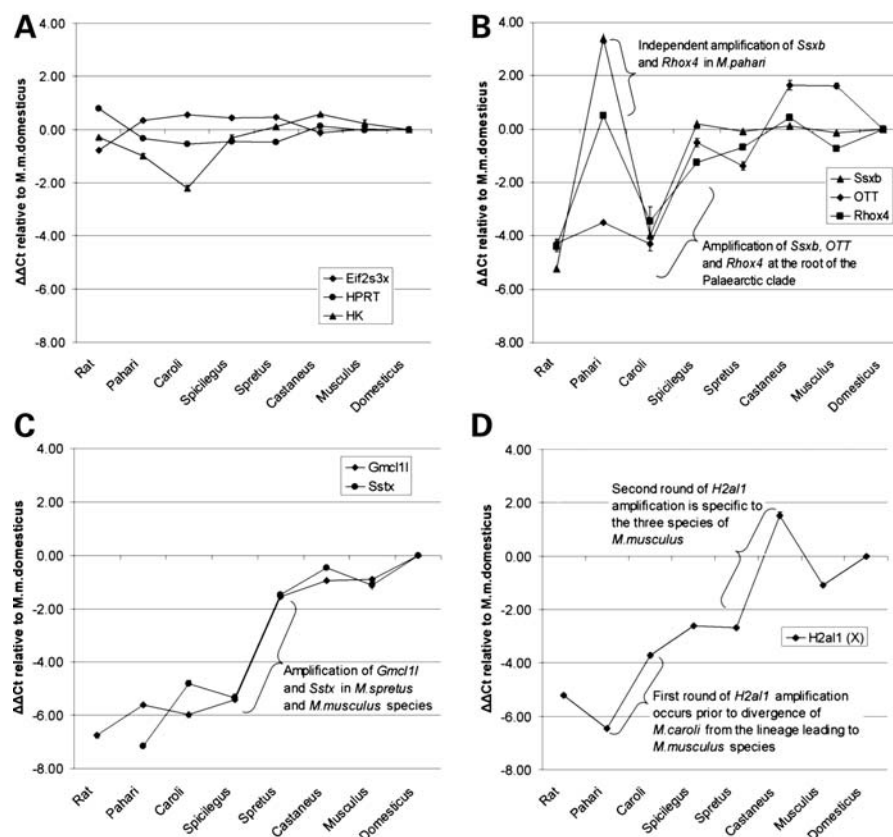 A
4.00
2.00
0.00
-2.00
-4.00
-6.00
-8.00
ΔΔCt relative to M.m.domesticus
Eif2s3x
HPRT
HK
Rat
Pahari
Caroli
Spicilegus
Spretus
Castaneus
Musculus
Domesticus
B
4.00
2.00
0.00
-2.00
-4.00
-6.00
-8.00
ΔΔCt relative to M.m.domesticus
Independent amplification of Ssxb
and Rhox4 in M.pahari
Ssxb
OTT
Rhox4
Amplification of Ssxb, OTT
and Rhox4 at the root of the
Palaearctic clade
Rat
Pahari
Caroli
Spicilegus
Spretus
Castaneus
Musculus
Domesticus
C
4.00
2.00
0.00
-2.00
-4.00
-6.00
-8.00
ΔΔCt relative to M.m.domesticus
Gmcl1l
Sstx
Amplification of Gmcl1l
and Sstx in M.spretus
and M.musculus species
Rat
Pahari
Caroli
Spicilegus
Spretus
Castaneus
Musculus
Domesticus
D
4.00
2.00
0.00
-2.00
-4.00
-6.00
-8.00
ΔΔCt relative to M.m.domesticus
Second round of H2al1
amplification is specific to
the three species of
M.musculus
H2al1 (X)
First round of H2al1 amplification
occurs prior to divergence of
M.caroli from the lineage leading to
M.musculus species
Rat
Pahari
Caroli
Spicilegus
Spretus
Castaneus
Musculus
Domesticus